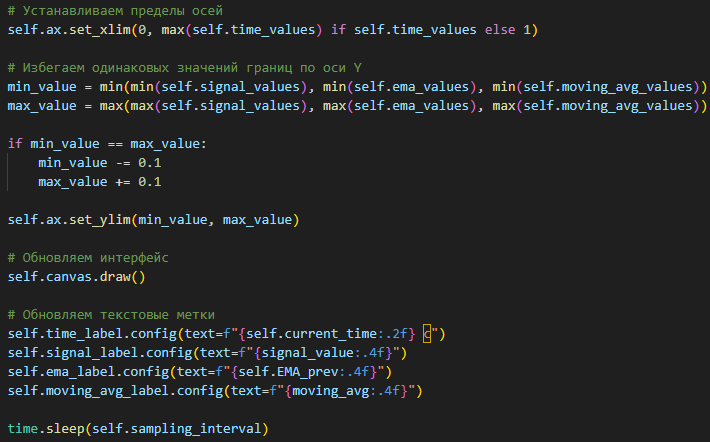 # Устанавливаем пределы осей
self.ax.set_xlim(0, max(self.time_values) if self.time_values else 1)
# Избегаем одинаковых значений границ по оси Y
min_value = min(min(self.signal_values), min(self.ema_values), min(self.moving_avg_values))
max_value = max(max(self.signal_values), max(self.ema_values), max(self.moving_avg_values))
if min_value == max_value:
    min_value -= 0.1
    max_value += 0.1
self.ax.set_ylim(min_value, max_value)
# Обновляем интерфейс
self.canvas.draw()
# Обновляем текстовые метки
self.time_label.config(text=f"{self.current_time:.2f} с")
self.signal_label.config(text=f"{signal_value:.4f}")
self.ema_label.config(text=f"{self.EMA_prev:.4f}")
self.moving_avg_label.config(text=f"{moving_avg:.4f}")
time.sleep(self.sampling_interval)